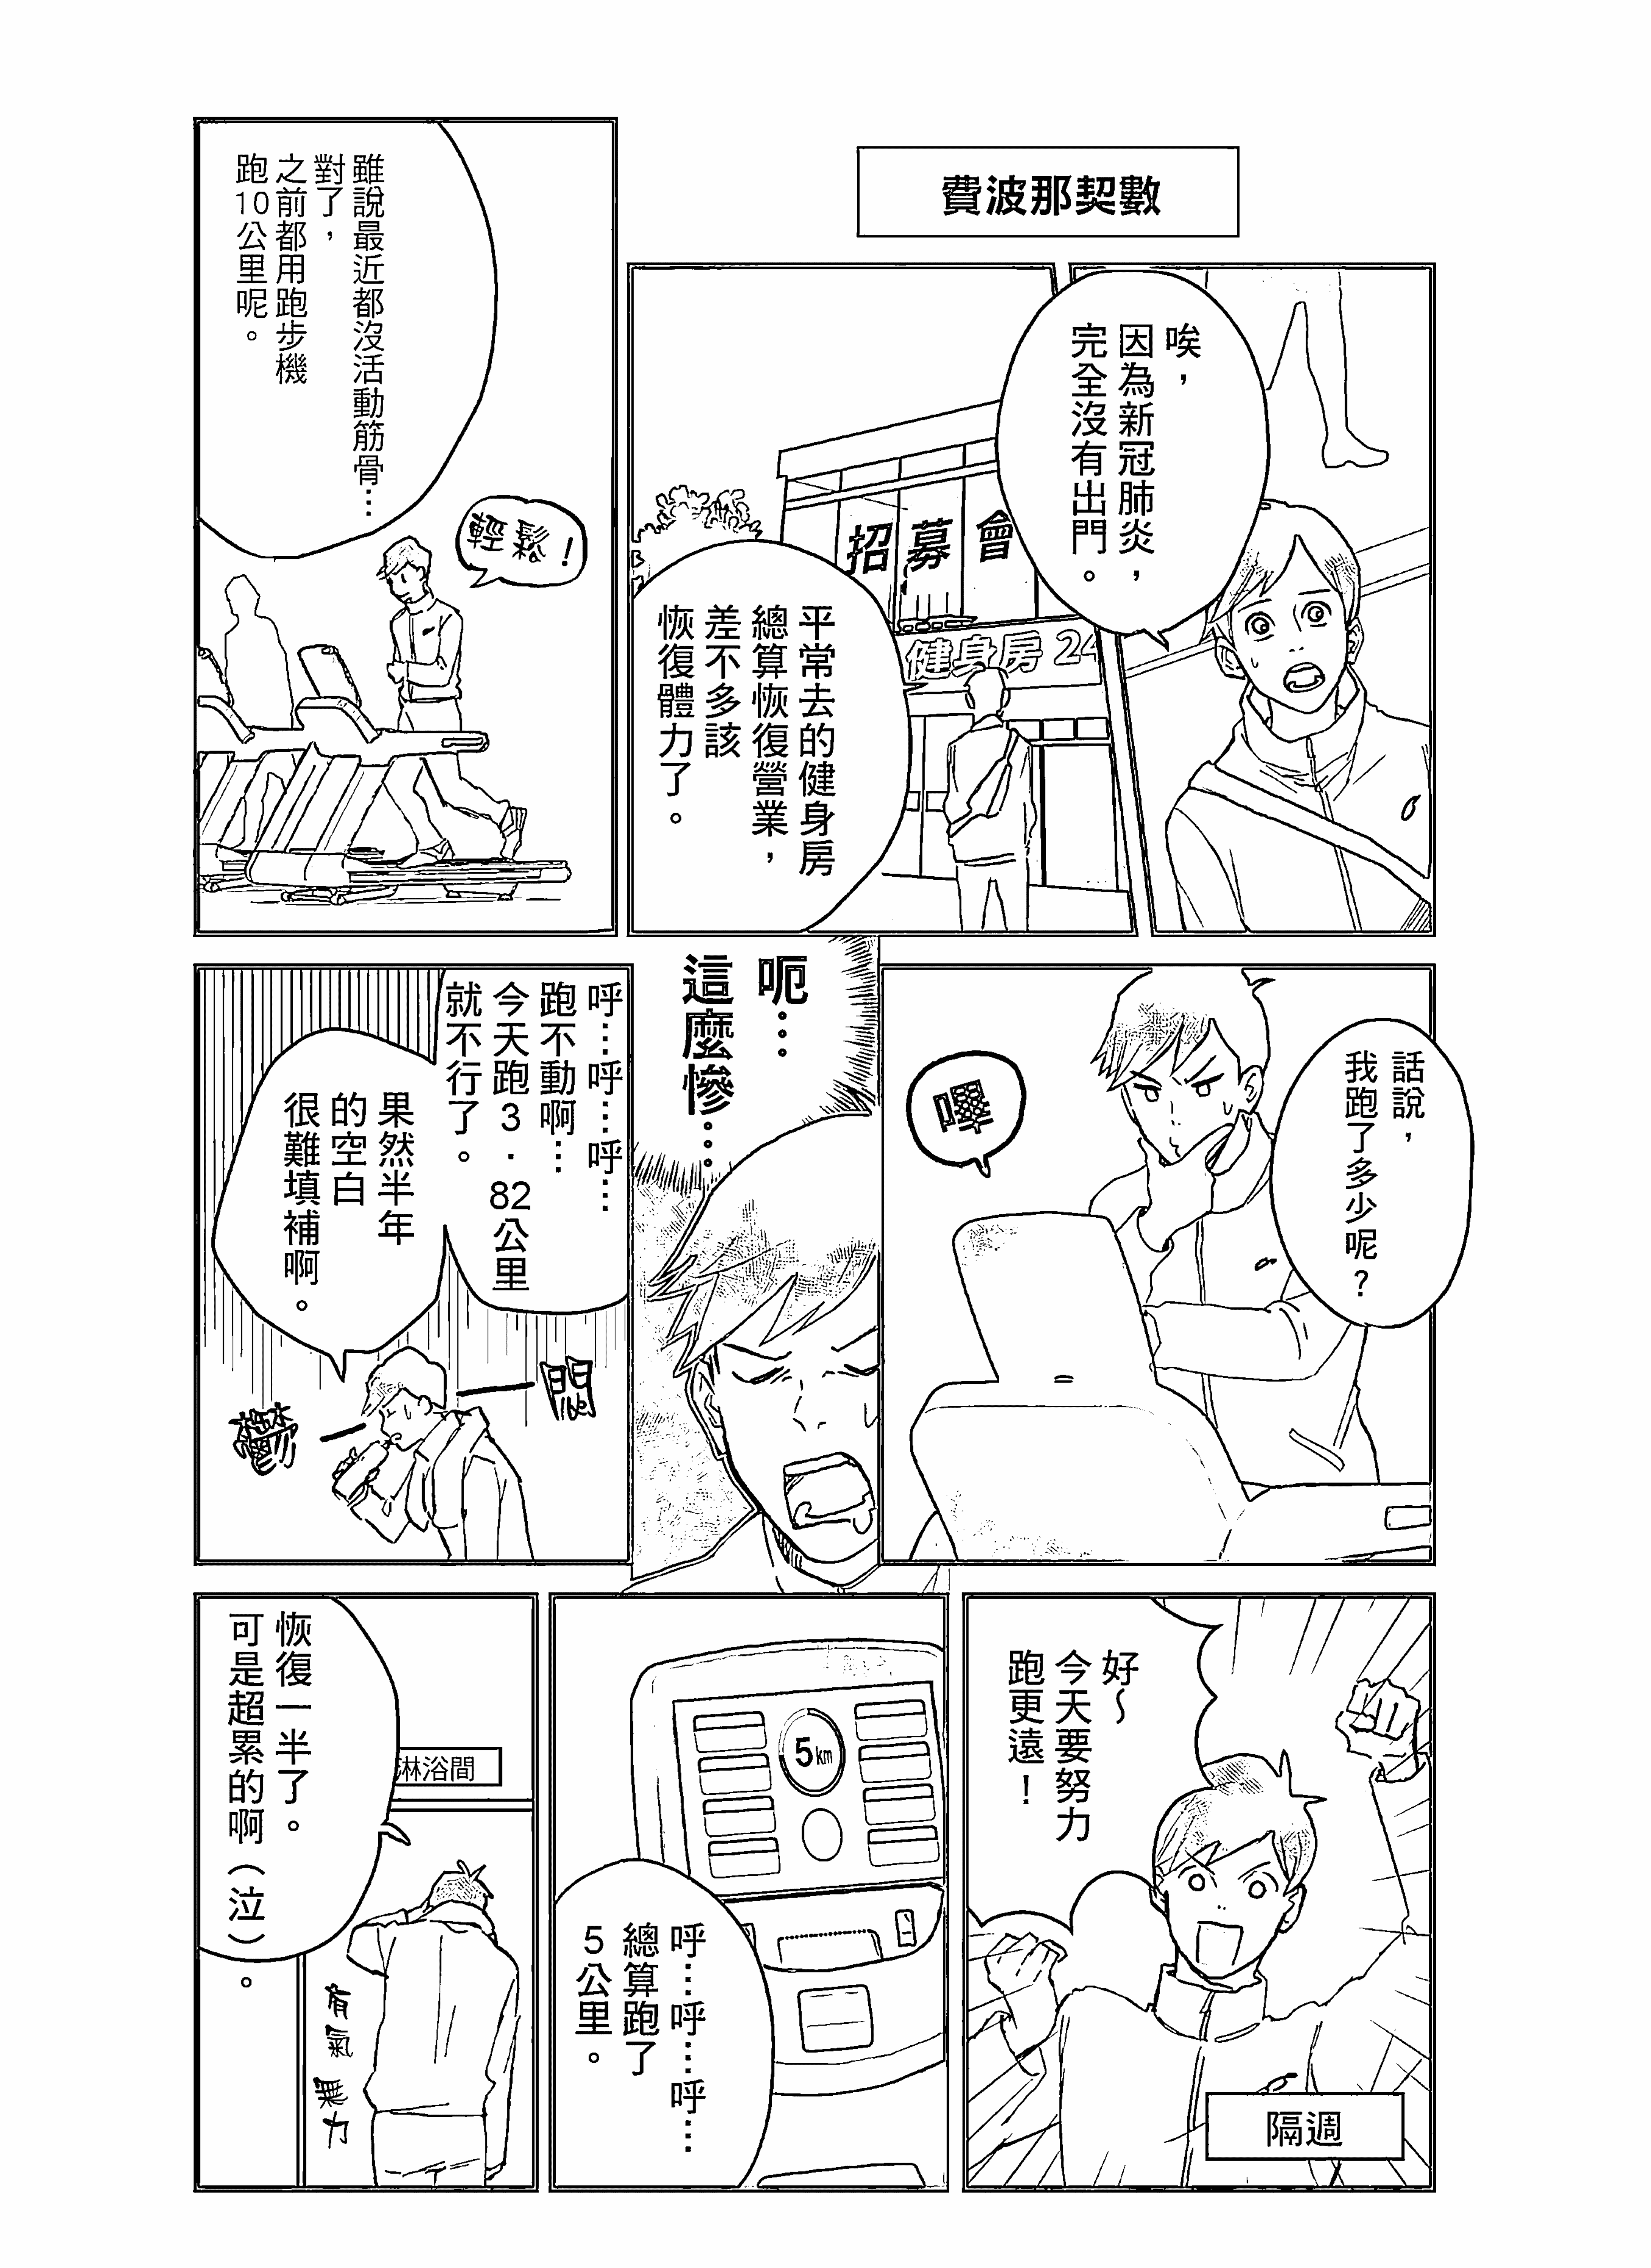 費波那契數
唉，
因為新冠肺炎，
完全沒有出門。
招募會
健身房 24
平常去的健身房
總算恢復營業，
差不多該
恢復體力了。
雖說最近都沒活動筋骨…
對了，
之前都用跑步機
跑10公里呢。
輕鬆！
話說，
我跑了多少呢？
嗶
呃…
這麼慘…
呼…呼…呼…
跑不動啊…
今天跑3．82公里
就不行了。
果然半年
的空白
很難填補啊。
悶
鬱
好～
今天要努力
跑更遠！
隔週
5km
呼…呼…呼…
總算跑了
5公里。
恢復一半了。
可是超累的啊（泣）。
淋浴間
有氣
無力